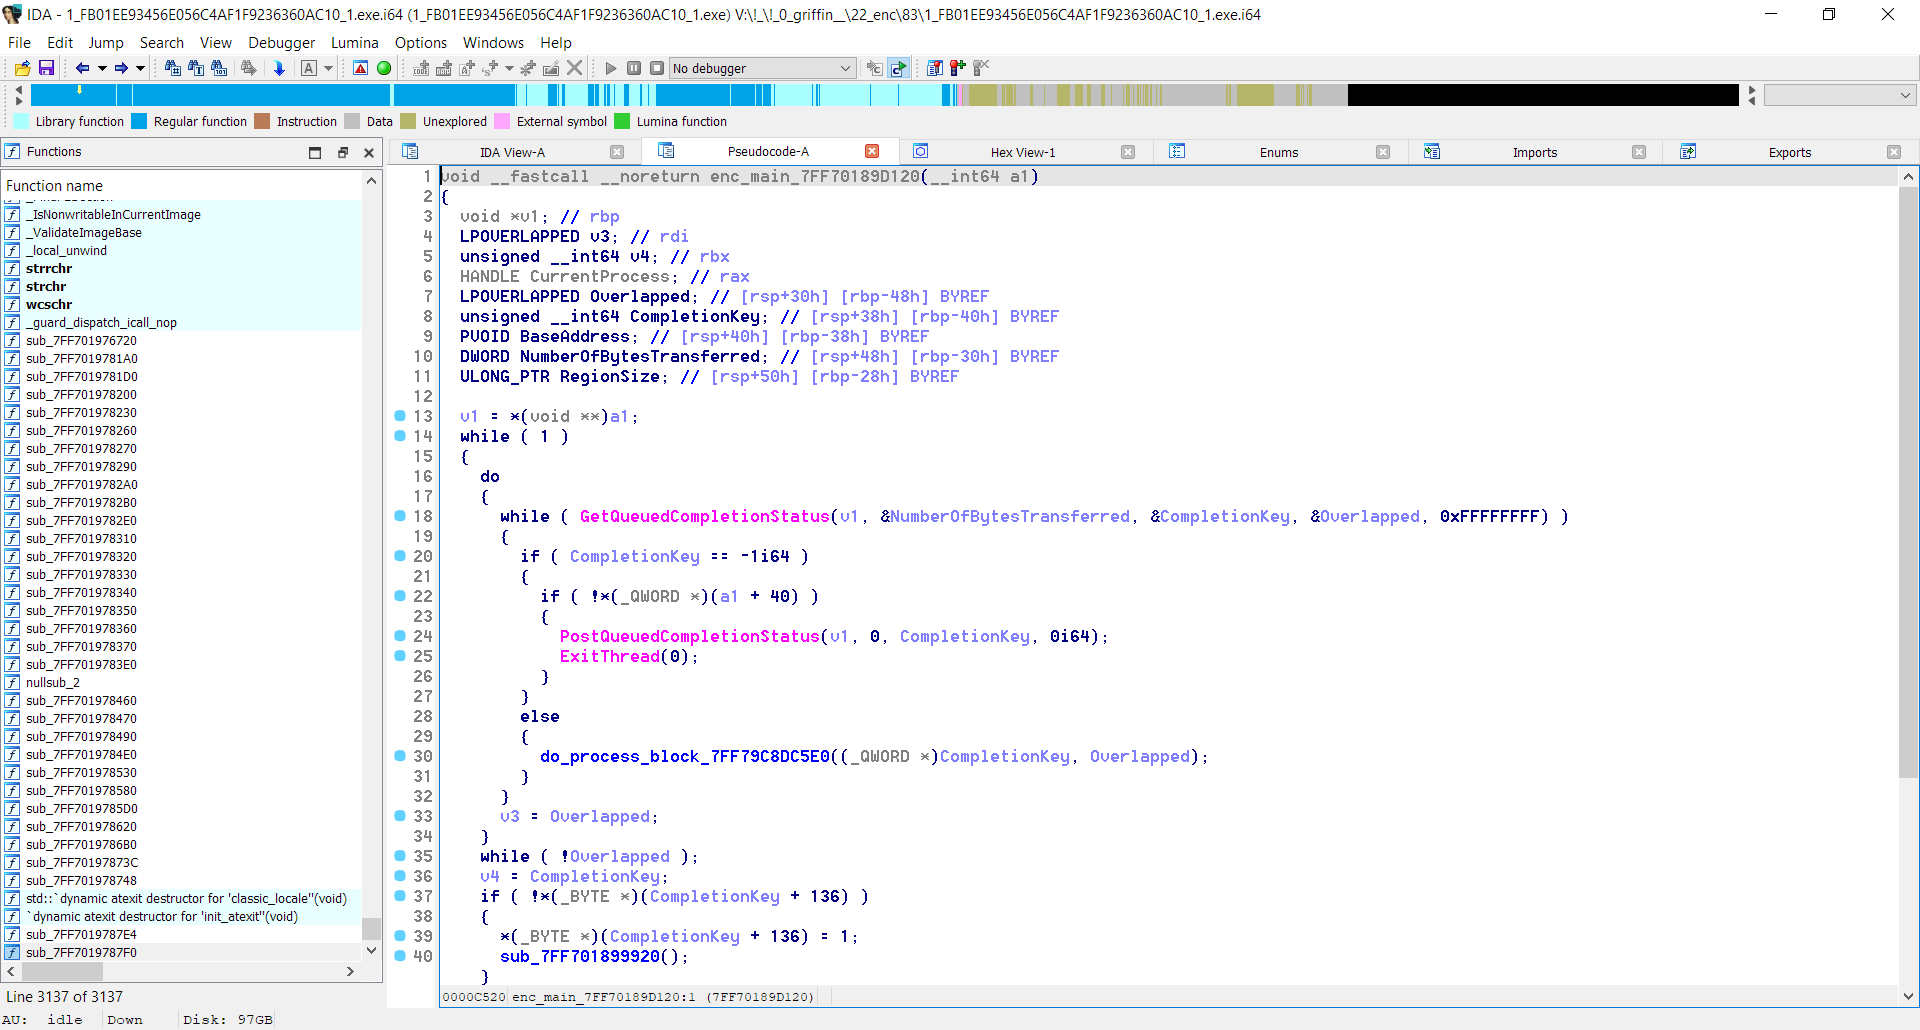 IDA - 1_FB01EE93456E056C4AF1F9236360AC10_1.exe.i64 (1_FB01EE93456E056C4AF1F9236360AC10_1.exe) V:\!_\!_0_griffin__\22_enc\83\1_FB01EE93456E056C4AF1F9236360AC10_1.exe.i64
File Edit Jump Search View Debugger Lumina Options Windows Help
No debugger
Library function Regular function Instruction Data Unexplored External symbol Lumina function
Functions
IDA View-A Pseudocode-A Hex View-1 Enums Imports Exports
Function name
_IsNonwritableInCurrentImage
_ValidateImageBase
_local_unwind
strrchr
strchr
wcschr
_guard_dispatch_icall_nop
sub_7FF701976720
sub_7FF7019781A0
sub_7FF7019781D0
sub_7FF701978200
sub_7FF701978230
sub_7FF701978260
sub_7FF701978270
sub_7FF701978290
sub_7FF7019782A0
sub_7FF7019782B0
sub_7FF7019782E0
sub_7FF701978310
sub_7FF701978320
sub_7FF701978330
sub_7FF701978340
sub_7FF701978350
sub_7FF701978360
sub_7FF701978370
sub_7FF7019783E0
nullsub_2
sub_7FF701978460
sub_7FF701978470
sub_7FF701978490
sub_7FF7019784E0
sub_7FF701978530
sub_7FF701978580
sub_7FF7019785D0
sub_7FF701978620
sub_7FF7019786B0
sub_7FF70197873C
sub_7FF701978748
std::`dynamic atexit destructor for 'classic_locale''(void)
`dynamic atexit destructor for 'init_atexit''(void)
sub_7FF7019787E4
sub_7FF7019787F0
Line 3137 of 3137
1 void __fastcall __noreturn enc_main_7FF70189D120(__int64 a1)
2 {
3 void *v1; // rbp
4 LPOVERLAPPED v3; // rdi
5 unsigned __int64 v4; // rbx
6 HANDLE CurrentProcess; // rax
7 LPOVERLAPPED Overlapped; // [rsp+30h] [rbp-48h] BYREF
8 unsigned __int64 CompletionKey; // [rsp+38h] [rbp-40h] BYREF
9 PVOID BaseAddress; // [rsp+40h] [rbp-38h] BYREF
10 DWORD NumberOfBytesTransferred; // [rsp+48h] [rbp-30h] BYREF
11 ULONG_PTR RegionSize; // [rsp+50h] [rbp-28h] BYREF
12
13 v1 = *(void **)a1;
14 while ( 1 )
15 {
16 do
17 {
18 while ( GetQueuedCompletionStatus(v1, &NumberOfBytesTransferred, &CompletionKey, &Overlapped, 0xFFFFFFFF) )
19 {
20 if ( CompletionKey == -1i64 )
21 {
22 if ( !*(_QWORD *)(a1 + 40) )
23 {
24 PostQueuedCompletionStatus(v1, 0, CompletionKey, 0i64);
25 ExitThread(0);
26 }
27 }
28 else
29 {
30 do_process_block_7FF79C8DC5E0((_QWORD *)CompletionKey, Overlapped);
31 }
32 }
33 v3 = Overlapped;
34 }
35 while ( !Overlapped );
36 v4 = CompletionKey;
37 if ( !*(_BYTE *)(CompletionKey + 136) )
38 {
39 *(_BYTE *)(CompletionKey + 136) = 1;
40 sub_7FF701899920();
}
0000C520 enc_main_7FF70189D120:1 (7FF70189D120)
AU: idle Down Disk: 97GB